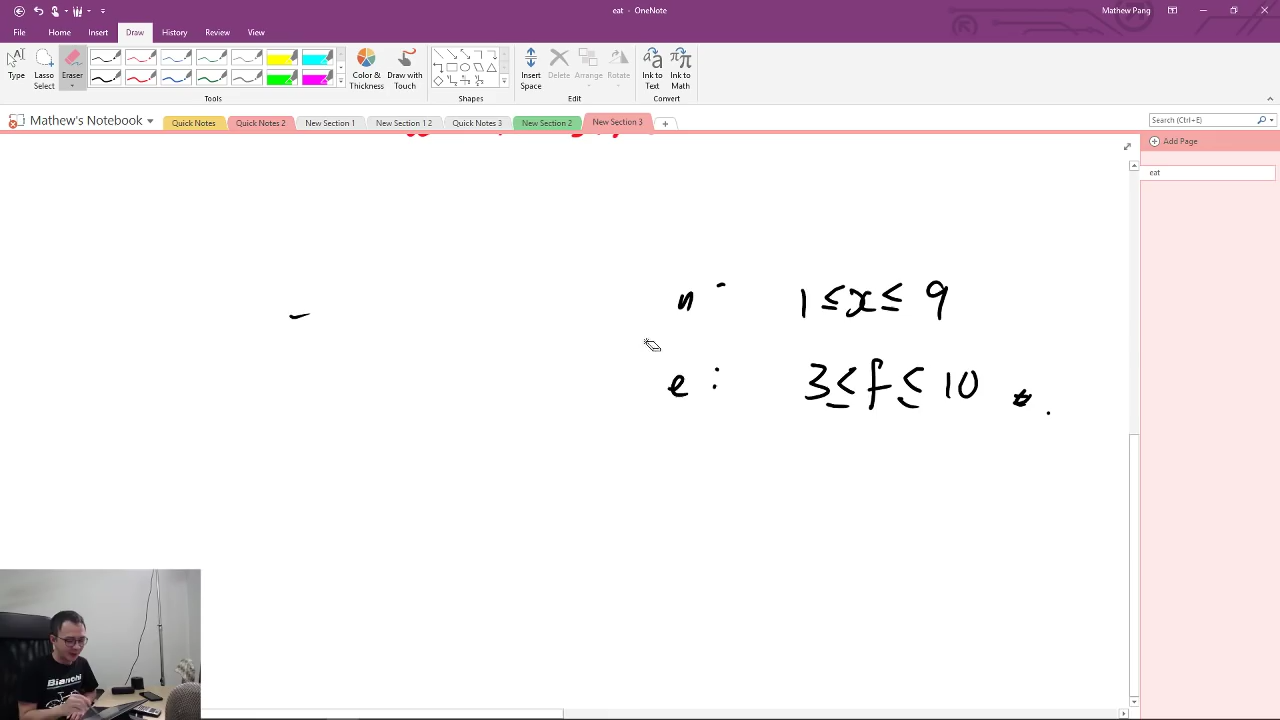 eat - OneNote
Mathew Pang
File Home Insert Draw History Review View
Type
Lasso Select
Eraser
Color & Thickness
Draw with Touch
Insert Space
Delete
Arrange
Rotate
Ink to Text
Ink to Math
Tools
Shapes
Edit
Convert
Mathew's Notebook
Quick Notes
Quick Notes 2
New Section 1
New Section 1 2
Quick Notes 3
New Section 2
New Section 3
Search (Ctrl+E)
Add Page
eat
n 1 ≤ x ≤ 9
e : 3 ≤ f ≤ 10
Bianchi